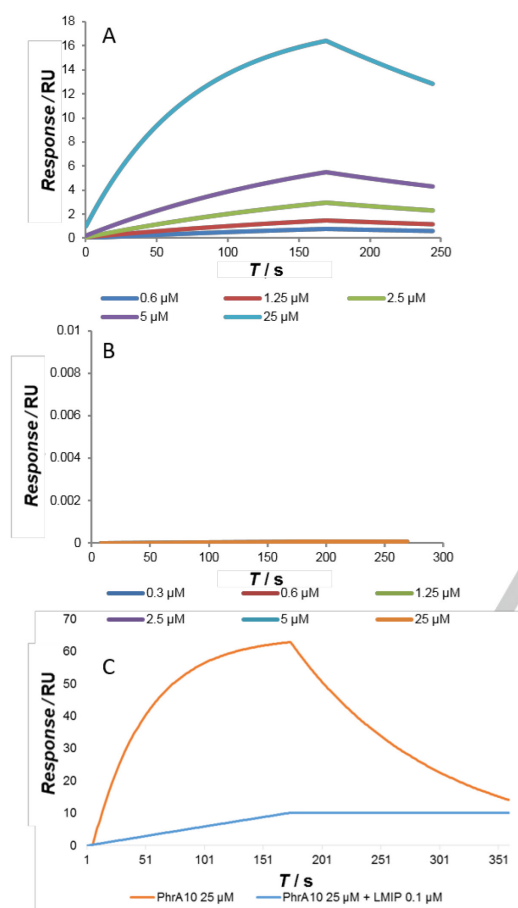 A
18
16
14
12
10
8
6
4
2
0
Response / RU
0 50 100 150 200 250
T / s
0.6 µM 1.25 µM 2.5 µM
5 µM 25 µM
B
0.01
0.008
0.006
0.004
0.002
0
Response / RU
0 50 100 150 200 250 300
T / s
0.3 µM 0.6 µM 1.25 µM
2.5 µM 5 µM 25 µM
C
70
60
50
40
30
20
10
0
Response / RU
1 51 101 151 201 251 301 351
T / s
PhrA10 25 µM PhrA10 25 µM + LMIP 0.1 µM